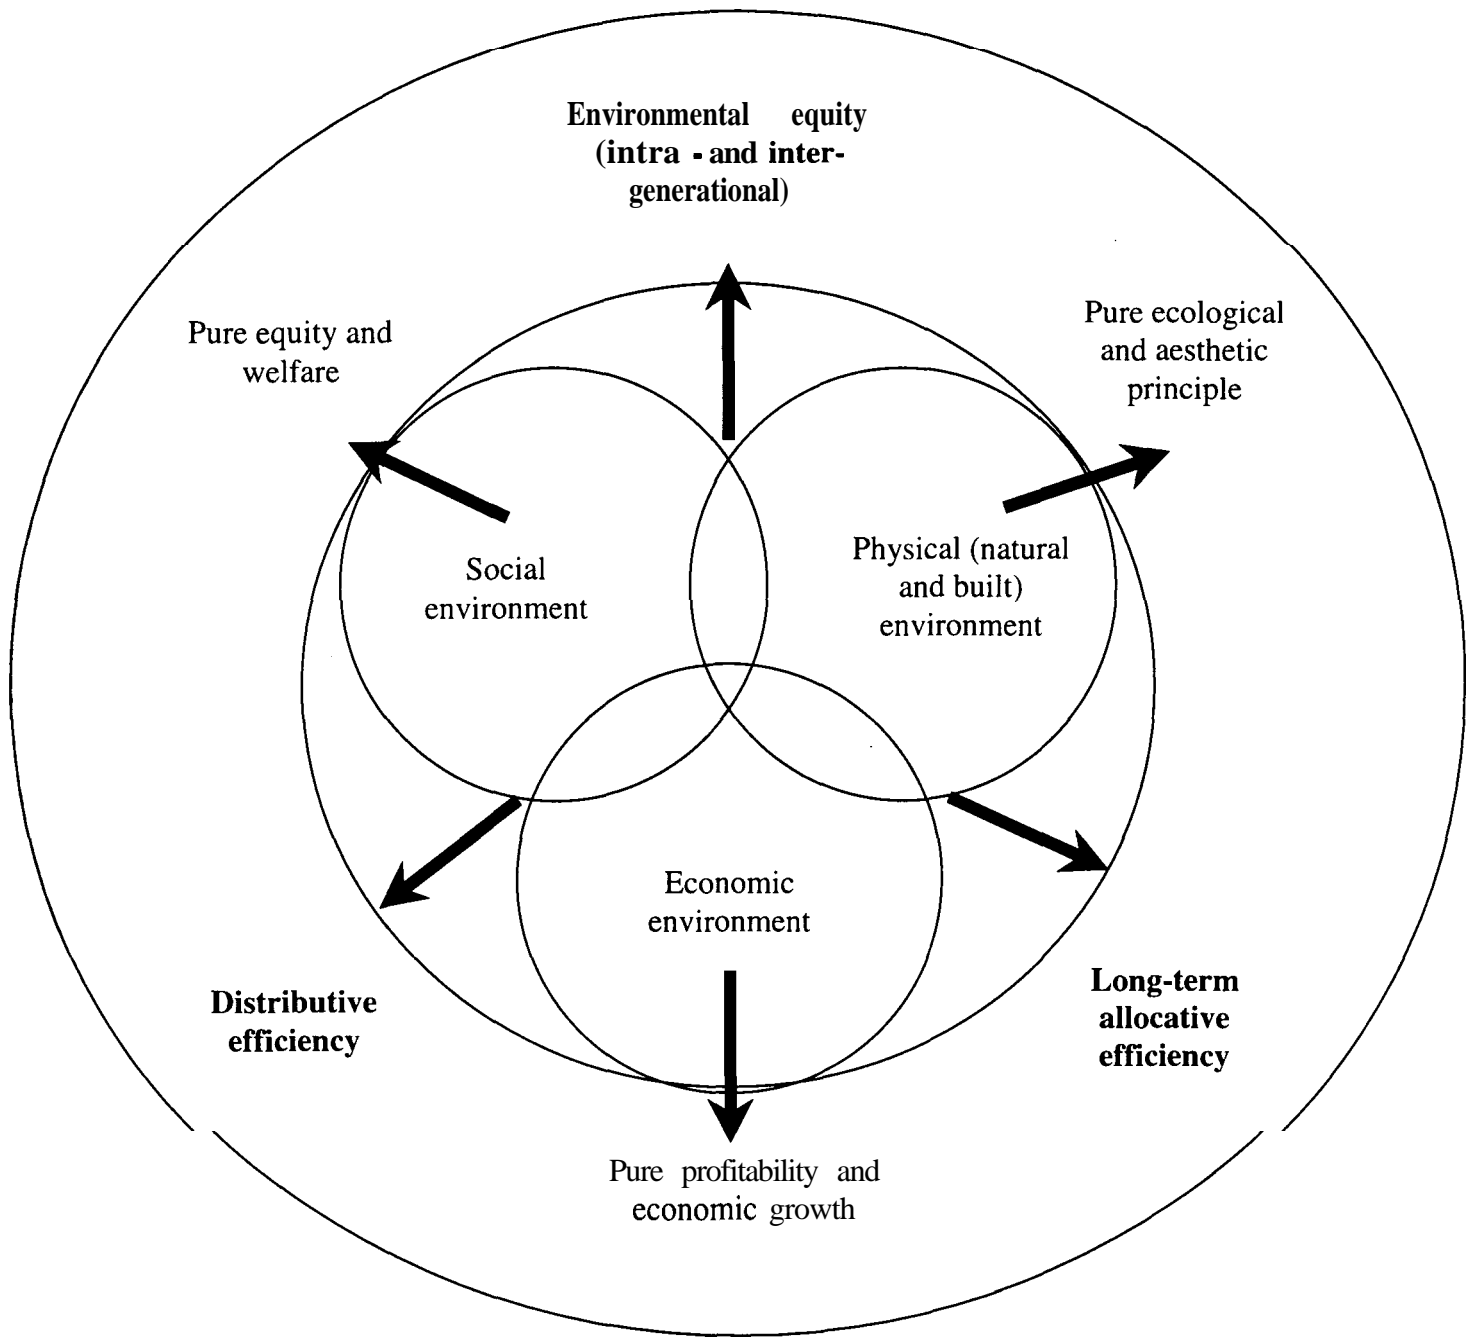 Environmental equity
(intra - and inter-
generational)
Pure equity and
welfare
Pure ecological
and aesthetic
principle
Social
environment
Physical (natural
and built)
environment
Economic
environment
Distributive
efficiency
Long-term
allocative
efficiency
Pure profitability and
economic growth